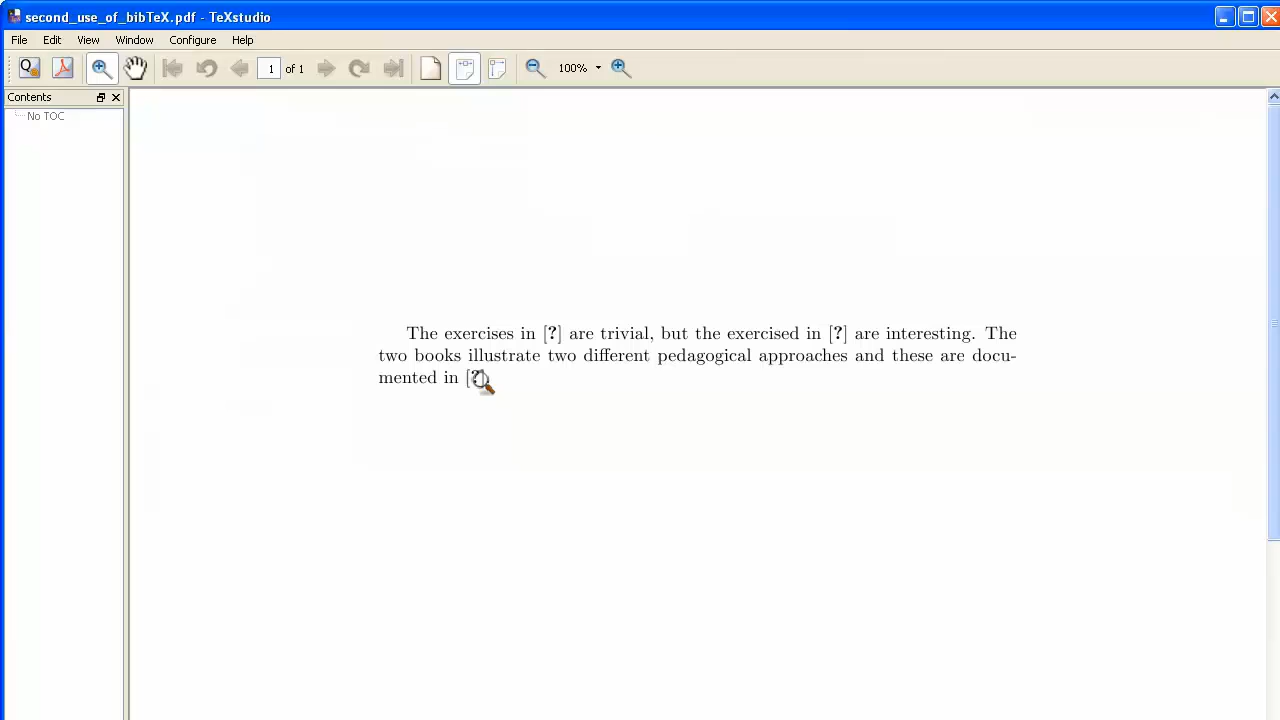 second_use_of_bibTeX.pdf - TeXstudio
File Edit View Window Configure Help
1 of 1 100%
Contents
No TOC
The exercises in [?] are trivial, but the exercised in [?] are interesting. The
two books illustrate two different pedagogical approaches and these are docu-
mented in [?].